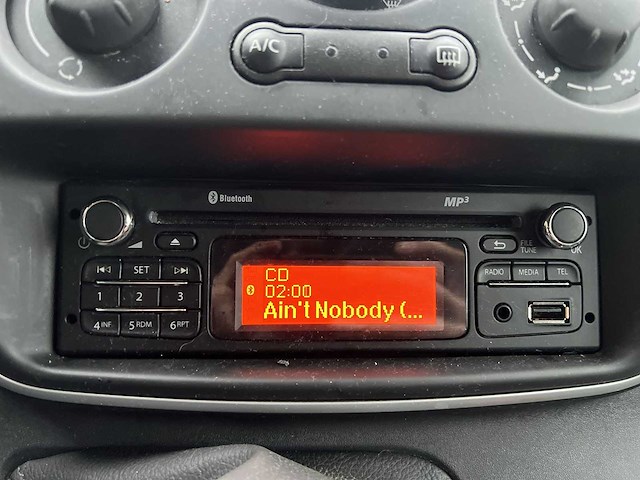 A/C
Bluetooth
MP3
FILE
TUNE
OK
SET
RADIO MEDIA TEL
1 2 3
4 INF 5 RDM 6 RPT
CD
02:00
Ain't Nobody (...